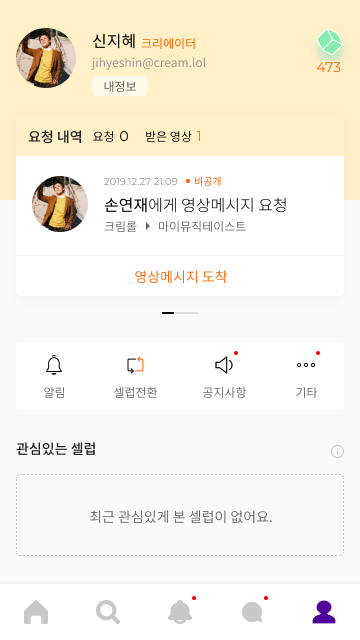 신지혜 크리에이터
jihyeshin@cream.lol
473
내정보
요청 내역 요청 0 받은 영상 1
2019.12.27 21:09 비공개
손연재에게 영상메시지 요청
크림롤 ▶ 마이뮤직테이스트
영상메시지 도착
알림 셀럽전환 공지사항 기타
관심있는 셀럽
최근 관심있게 본 셀럽이 없어요.